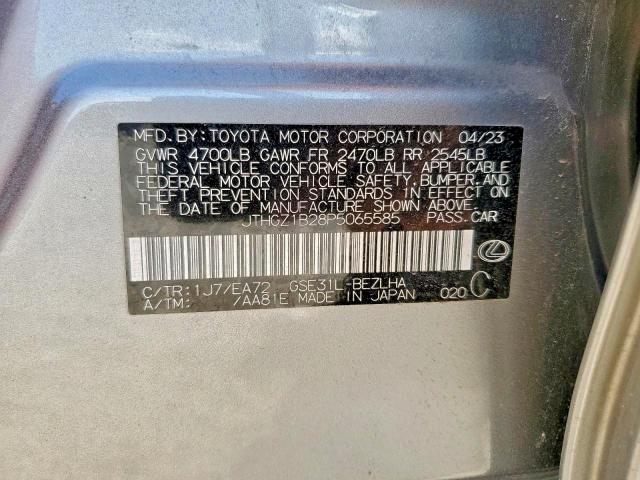 MFD.BY:TOYOTA MOTOR CORPORATION 04/23
GVWR 4700LB GAWR FR 2470LB RR 2545LB
THIS VEHICLE CONFORMS TO ALL APPLICABLE
FEDERAL MOTOR VEHICLE SAFETY, BUMPER, AND
THEFT PREVENTION STANDARDS IN EFFECT ON
THE DATE OF MANUFACTURE SHOWN ABOVE.
JTHGZ1B28P5065585 PASS.CAR
C/TR:1J7/EA72 GSE31L-BEZLHA
A/TM: /AA81E MADE IN JAPAN 020 C